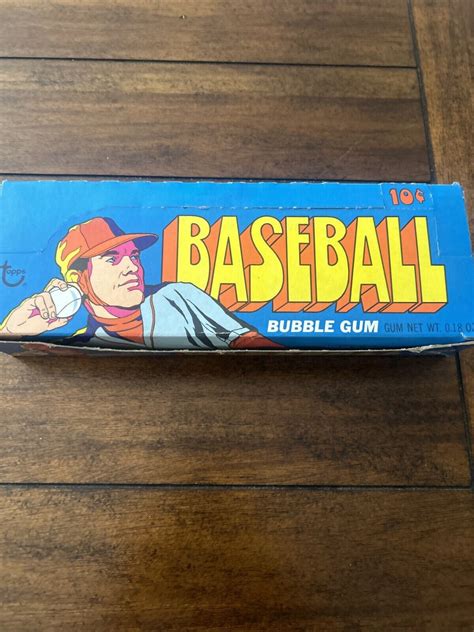 10¢
BASEBALL
topps
BUBBLE GUM GUM NET WT. 0.18 OZ